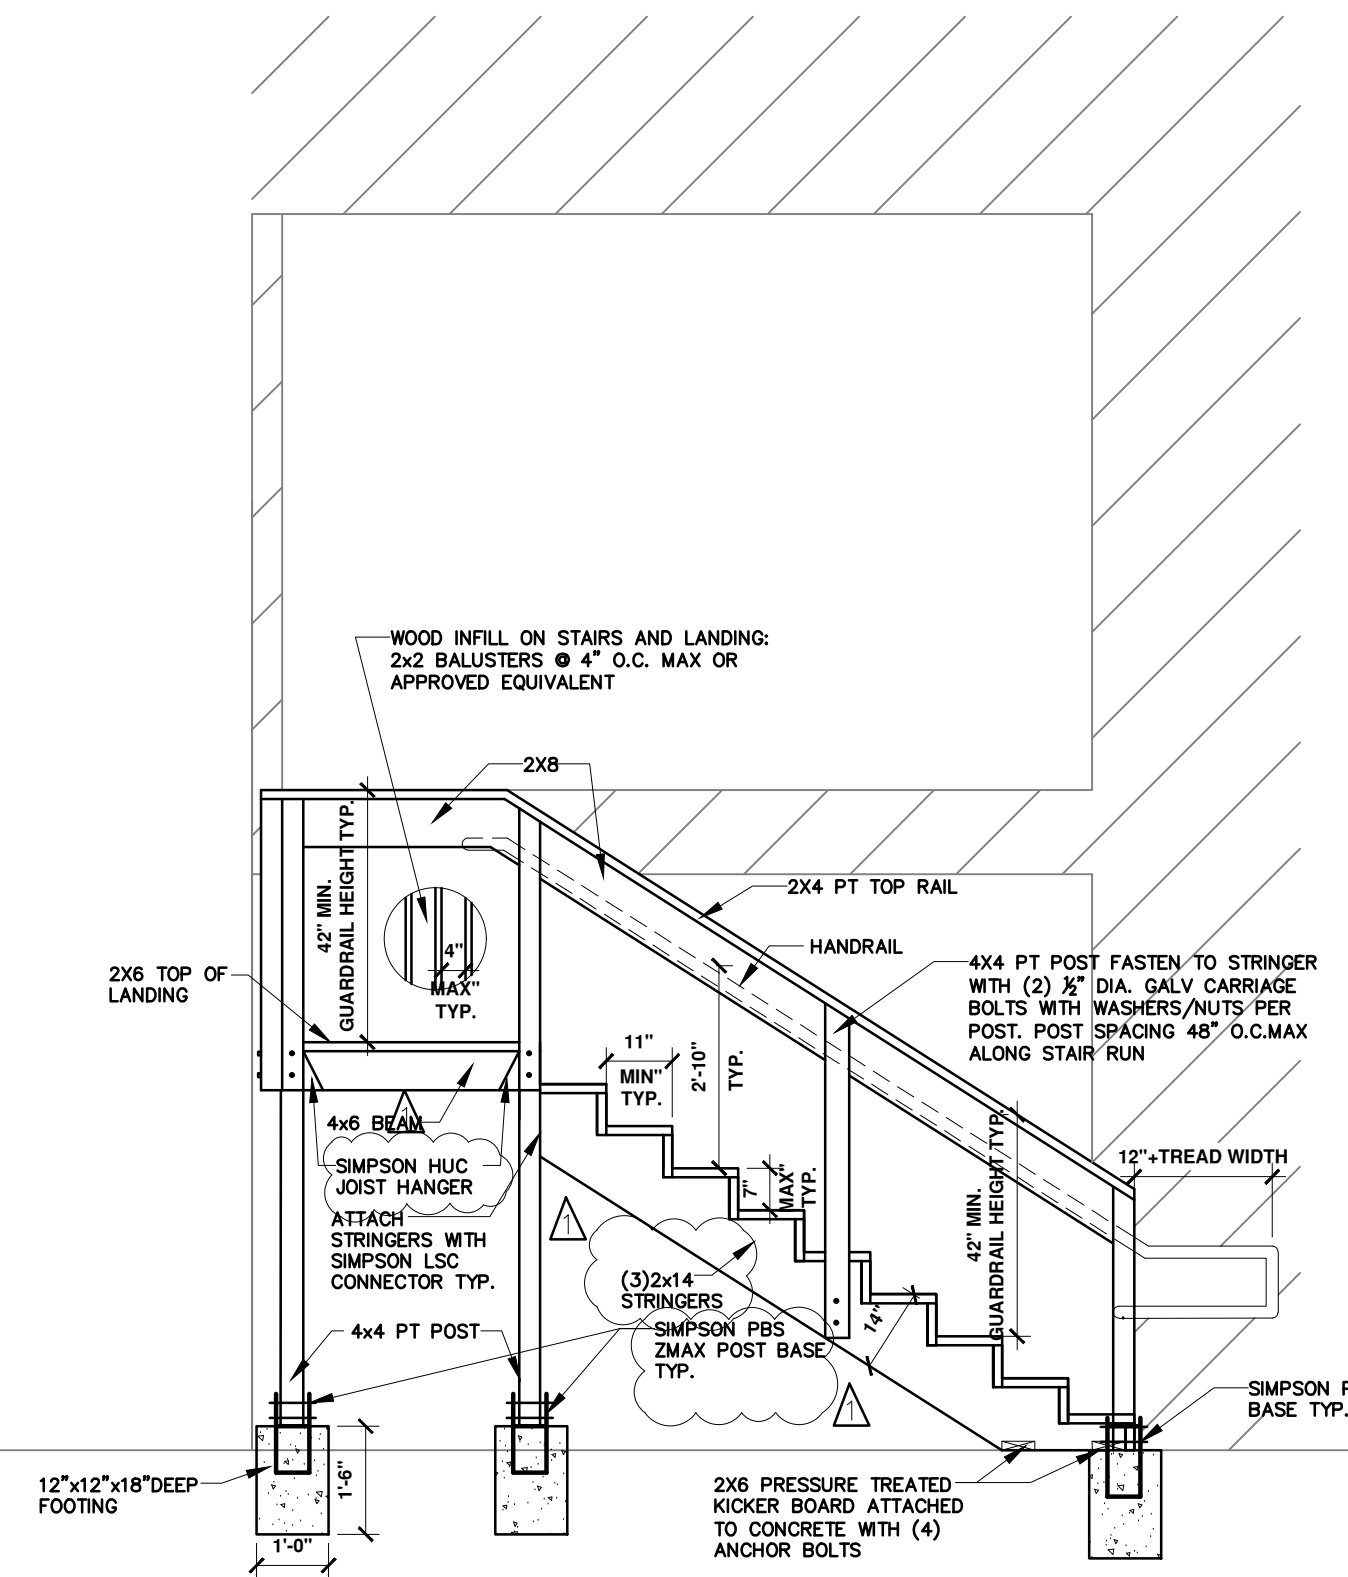 WOOD INFILL ON STAIRS AND LANDING:
2x2 BALUSTERS @ 4" O.C. MAX OR
APPROVED EQUIVALENT
2X8
42" MIN.
GUARDRAIL HEIGHT TYP.
2X4 PT TOP RAIL
HANDRAIL
4"
MAX"
TYP.
2X6 TOP OF
LANDING
4X4 PT POST FASTEN TO STRINGER
WITH (2) ½" DIA. GALV CARRIAGE
BOLTS WITH WASHERS/NUTS PER
POST. POST SPACING 48" O.C.MAX
ALONG STAIR RUN
11"
MIN"
TYP.
2'-10"
TYP.
4x6 BEAM
1
SIMPSON HUC
JOIST HANGER
ATTACH
STRINGERS WITH
SIMPSON LSC
CONNECTOR TYP.
7"
MAX"
TYP.
42" MIN.
GUARDRAIL HEIGHT TYP.
12"+TREAD WIDTH
1
(3)2x14
STRINGERS
SIMPSON PBS
ZMAX POST BASE
TYP.
14"
1
4x4 PT POST
SIMPSON P
BASE TYP.
12"x12"x18"DEEP
FOOTING
1'-6"
1'-0"
2X6 PRESSURE TREATED
KICKER BOARD ATTACHED
TO CONCRETE WITH (4)
ANCHOR BOLTS